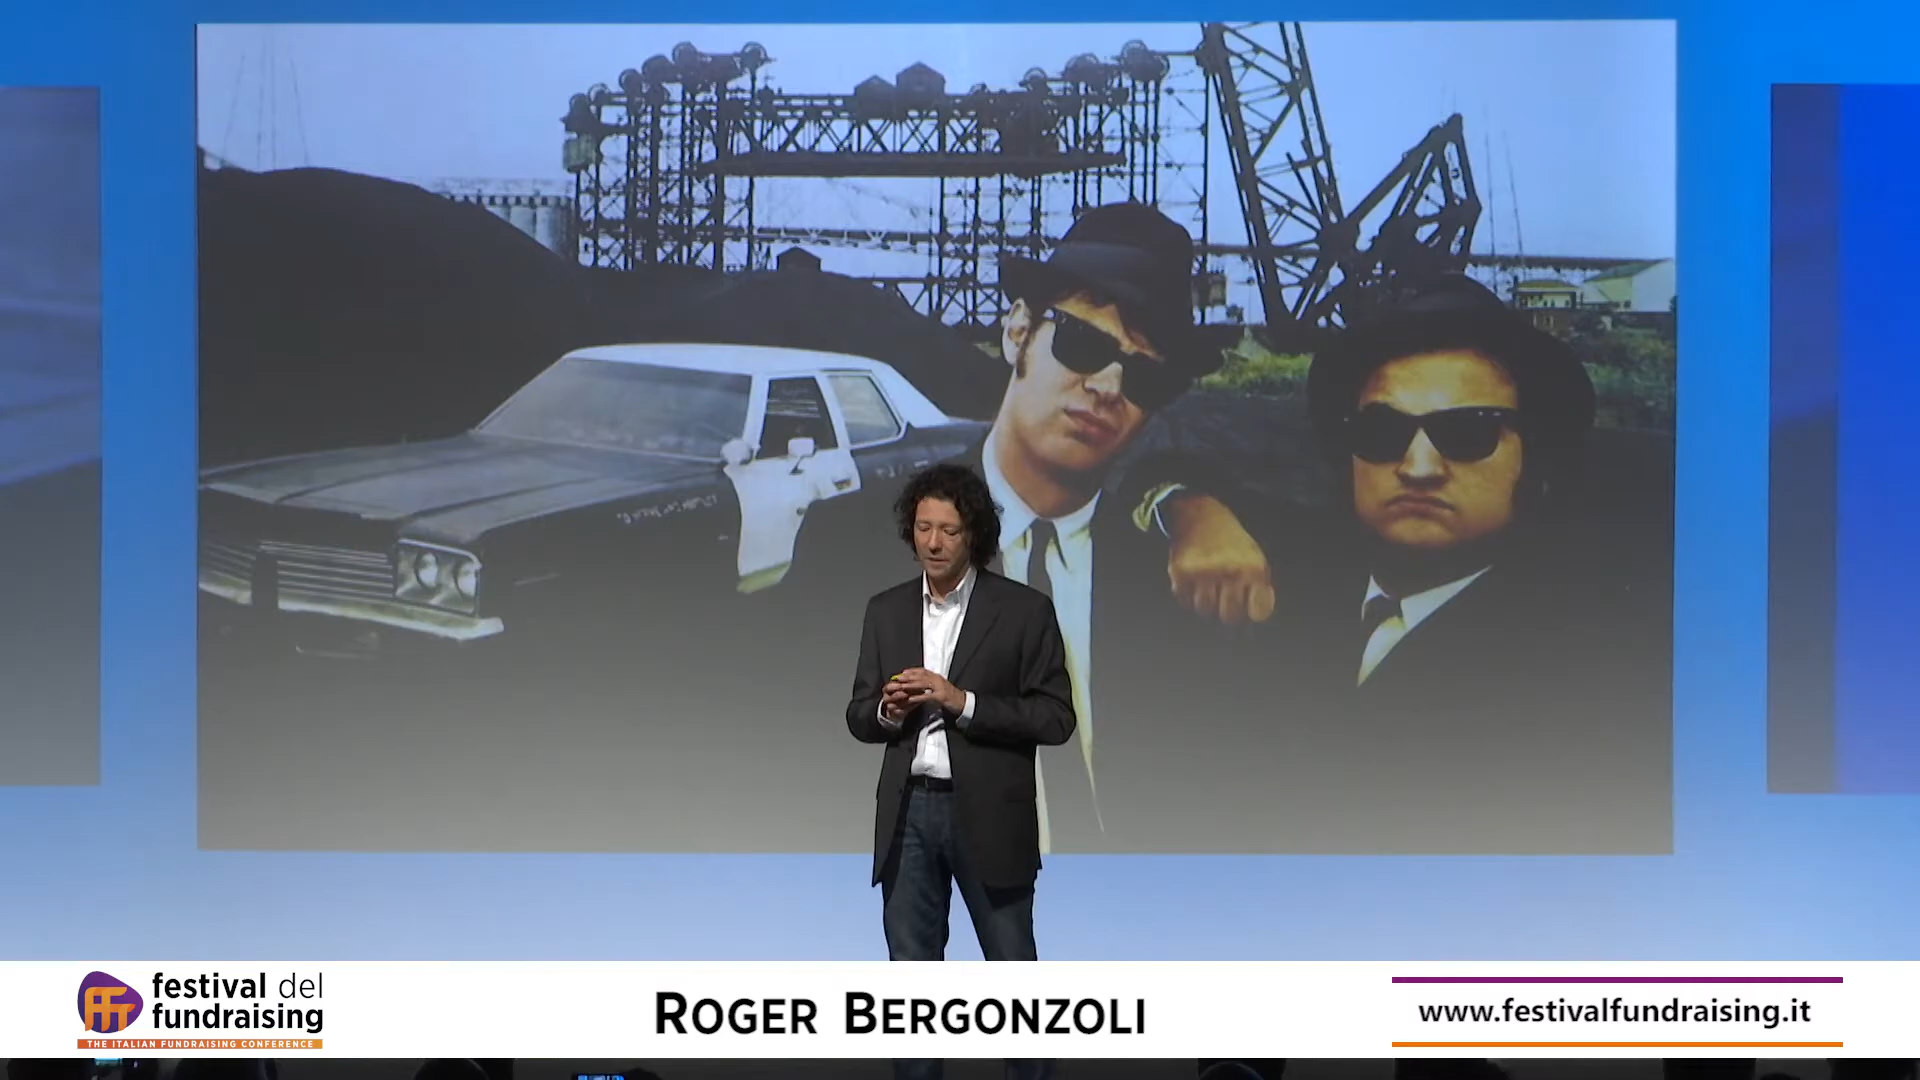 festival del
fundraising
THE ITALIAN FUNDRAISING CONFERENCE
ROGER BERGONZOLI
www.festivalfundraising.it